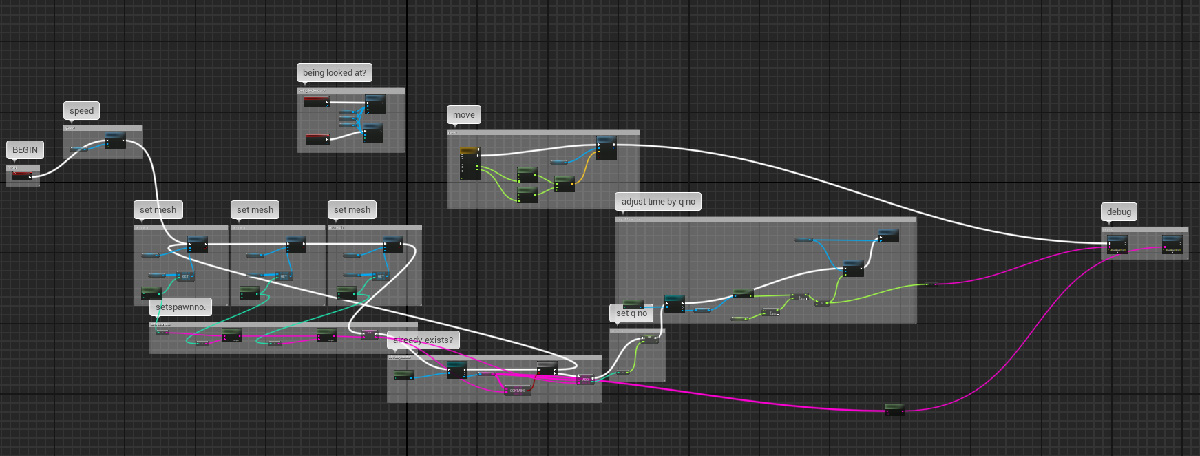 being looked at?
speed
move
BEGIN
adjust time by q no
set mesh
set mesh
set mesh
debug
setspawnno.
set q no
already exists?